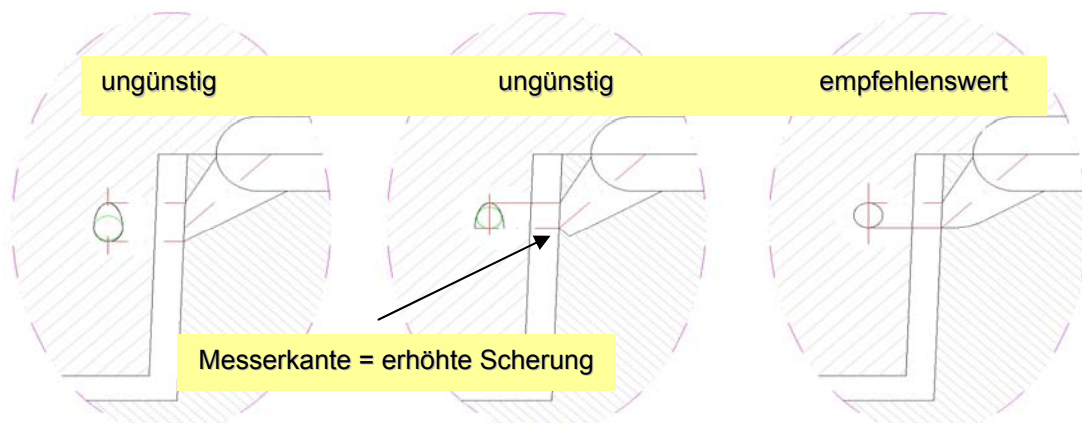 ungünstig
ungünstig
empfehlenswert
Messerkante = erhöhte Scherung